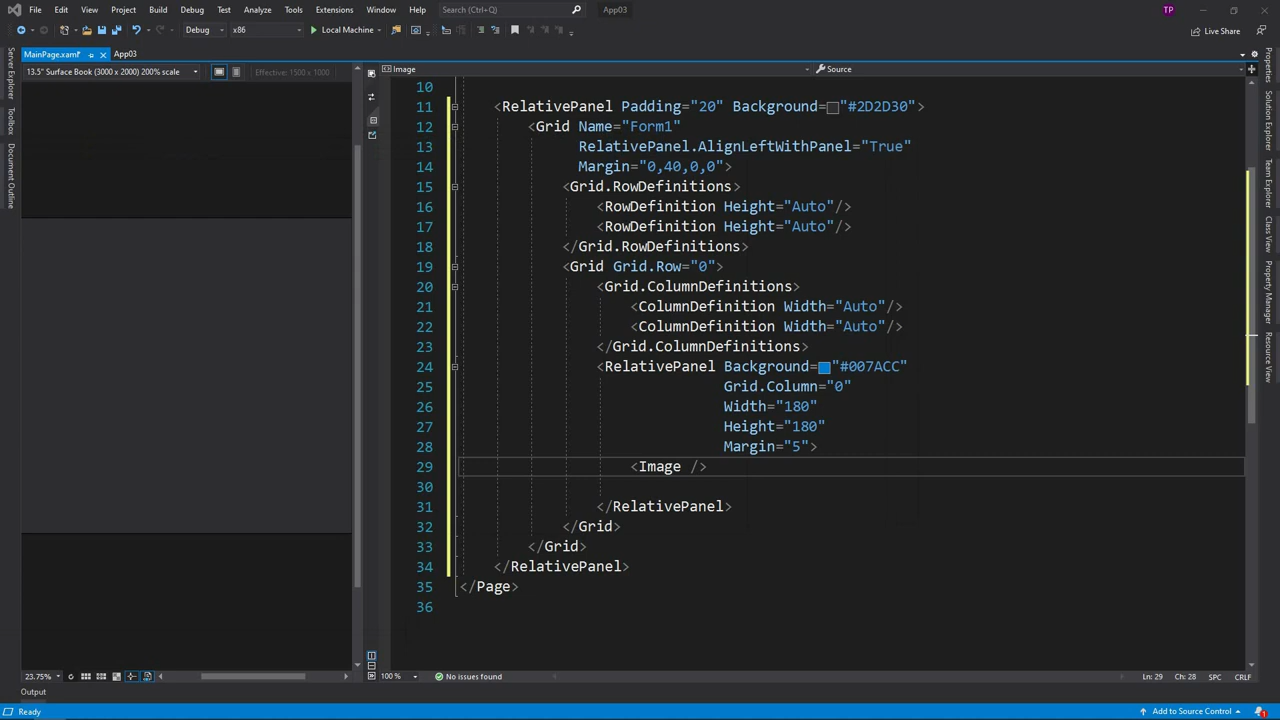 File Edit View Project Build Debug Test Analyze Tools Extensions Window Help Search (Ctrl+Q) App03 TP
Debug x86 Local Machine Live Share
MainPage.xaml* App03
13.5" Surface Book (3000 x 2000) 200% scale Effective: 1500 x 1000 Image Source
Server Explorer
Toolbox
Document Outline
10
11 <RelativePanel Padding="20" Background="#2D2D30">
12 <Grid Name="Form1"
13 RelativePanel.AlignLeftWithPanel="True"
14 Margin="0,40,0,0">
15 <Grid.RowDefinitions>
16 <RowDefinition Height="Auto"/>
17 <RowDefinition Height="Auto"/>
18 </Grid.RowDefinitions>
19 <Grid Grid.Row="0">
20 <Grid.ColumnDefinitions>
21 <ColumnDefinition Width="Auto"/>
22 <ColumnDefinition Width="Auto"/>
23 </Grid.ColumnDefinitions>
24 <RelativePanel Background="#007ACC"
25 Grid.Column="0"
26 Width="180"
27 Height="180"
28 Margin="5">
29 <Image />
30
31 </RelativePanel>
32 </Grid>
33 </Grid>
34 </RelativePanel>
35 </Page>
36
Properties
Solution Explorer
Team Explorer
Class View
Property Manager
Resource View
23.75% 100 % No issues found Ln: 29 Ch: 28 SPC CRLF
Output
Ready Add to Source Control 1